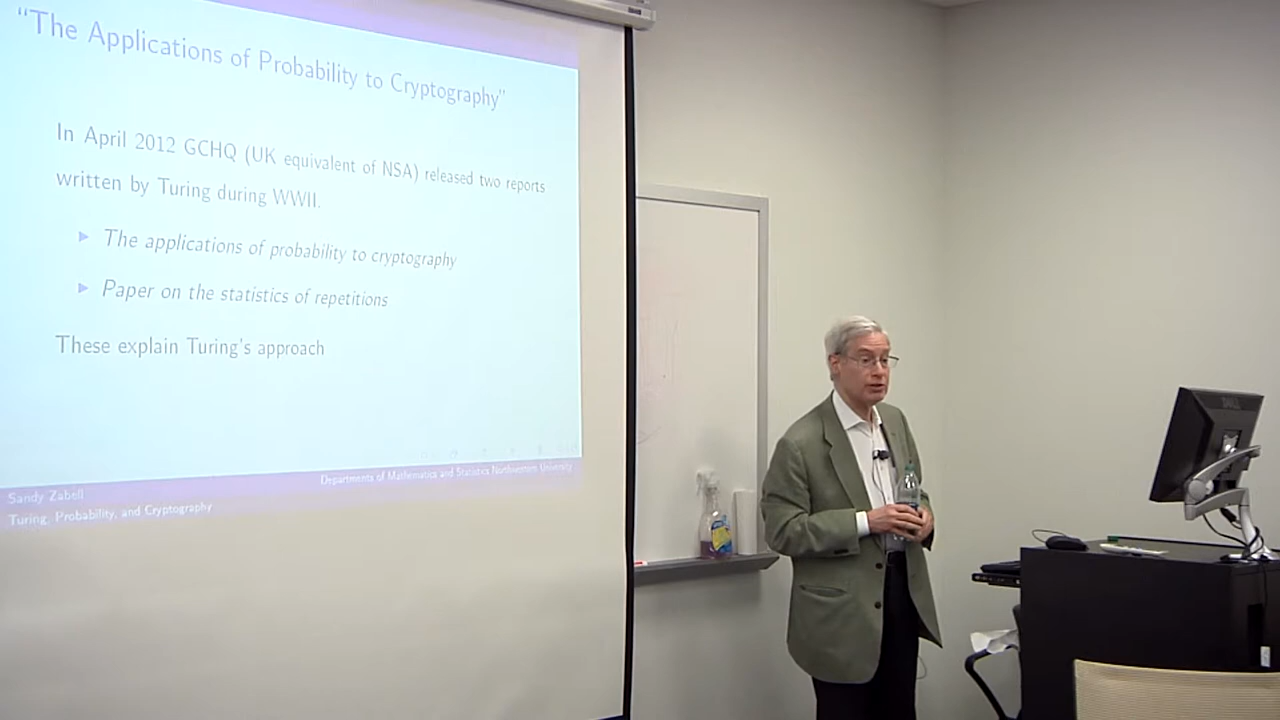 “The Applications of Probability to Cryptography”
In April 2012 GCHQ (UK equivalent of NSA) released two reports
written by Turing during WWII.
The applications of probability to cryptography
Paper on the statistics of repetitions
These explain Turing's approach
Sandy Zabell
Departments of Mathematics and Statistics Northwestern University
Turing, Probability, and Cryptography
DELL